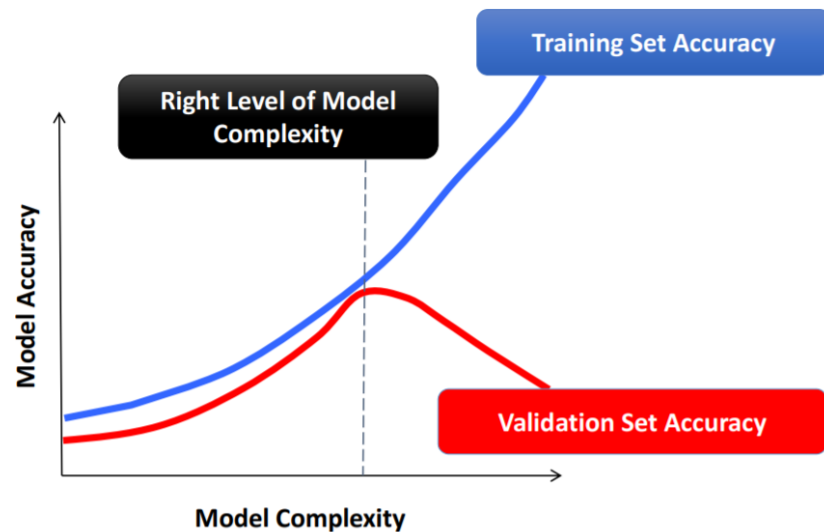 Training Set Accuracy
Right Level of Model
Complexity
Model Accuracy
Validation Set Accuracy
Model Complexity